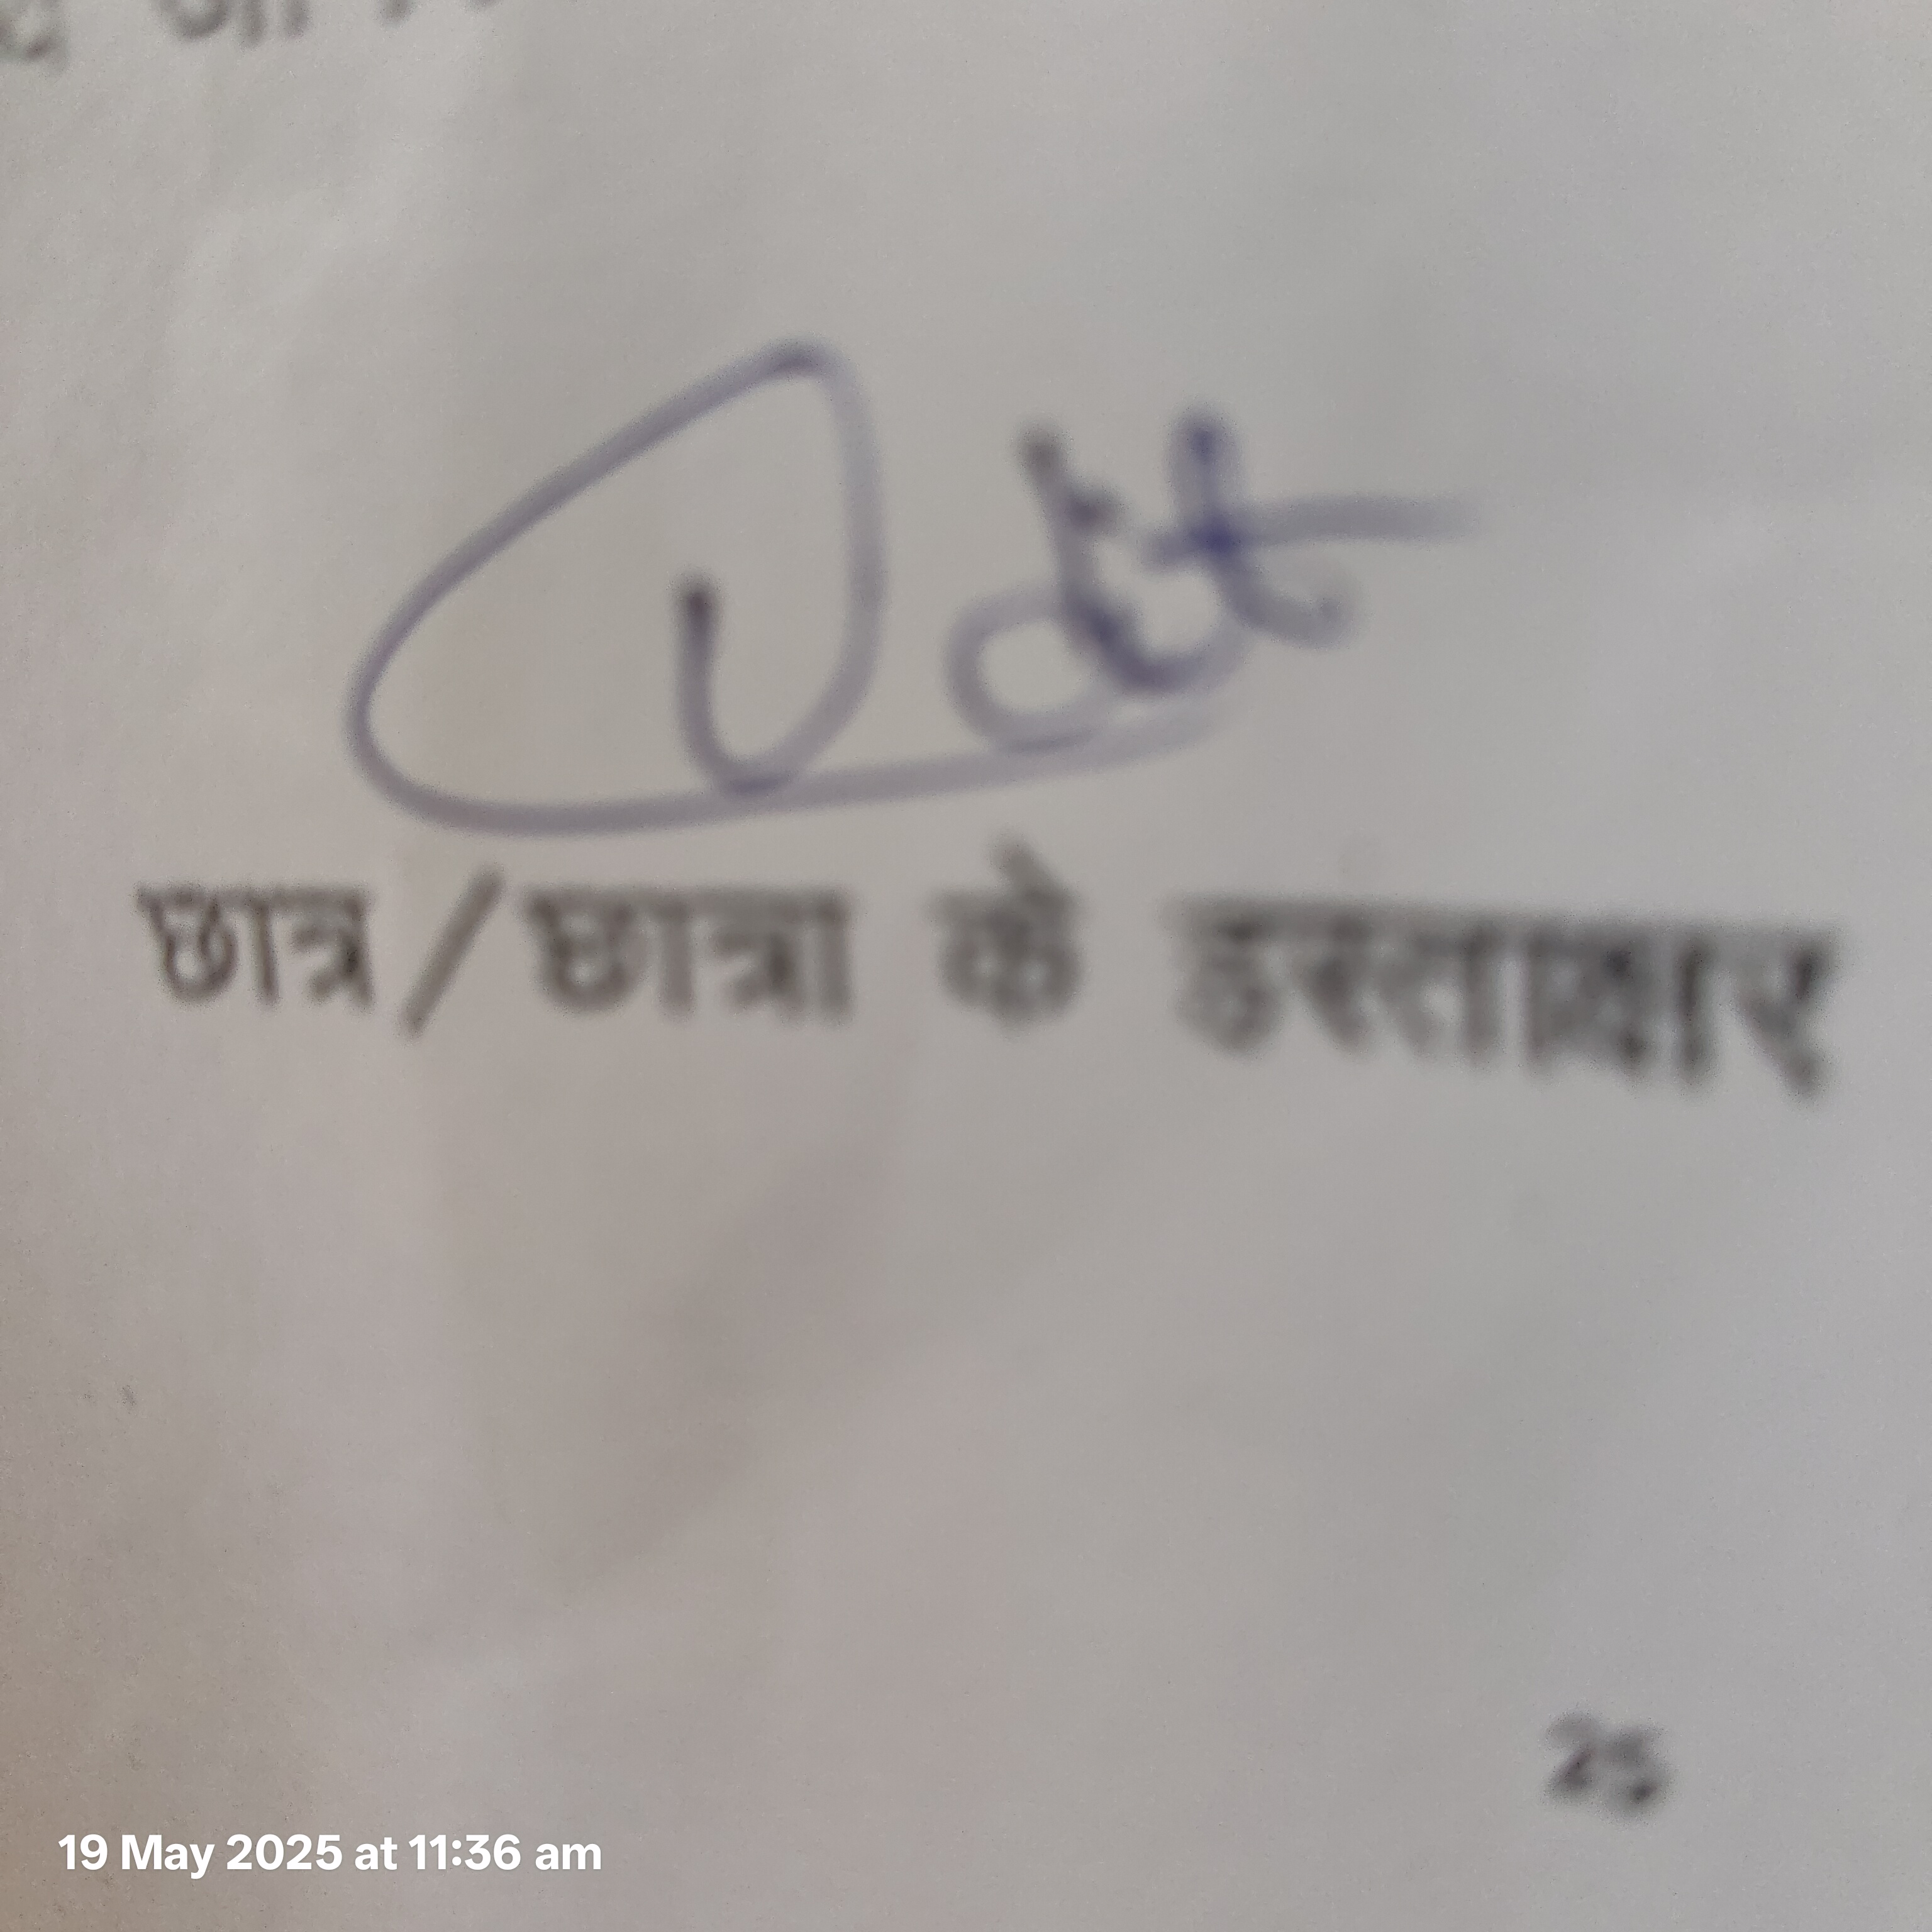 छात्र/छात्रा के हस्ताक्षर
25
19 May 2025 at 11:36 am